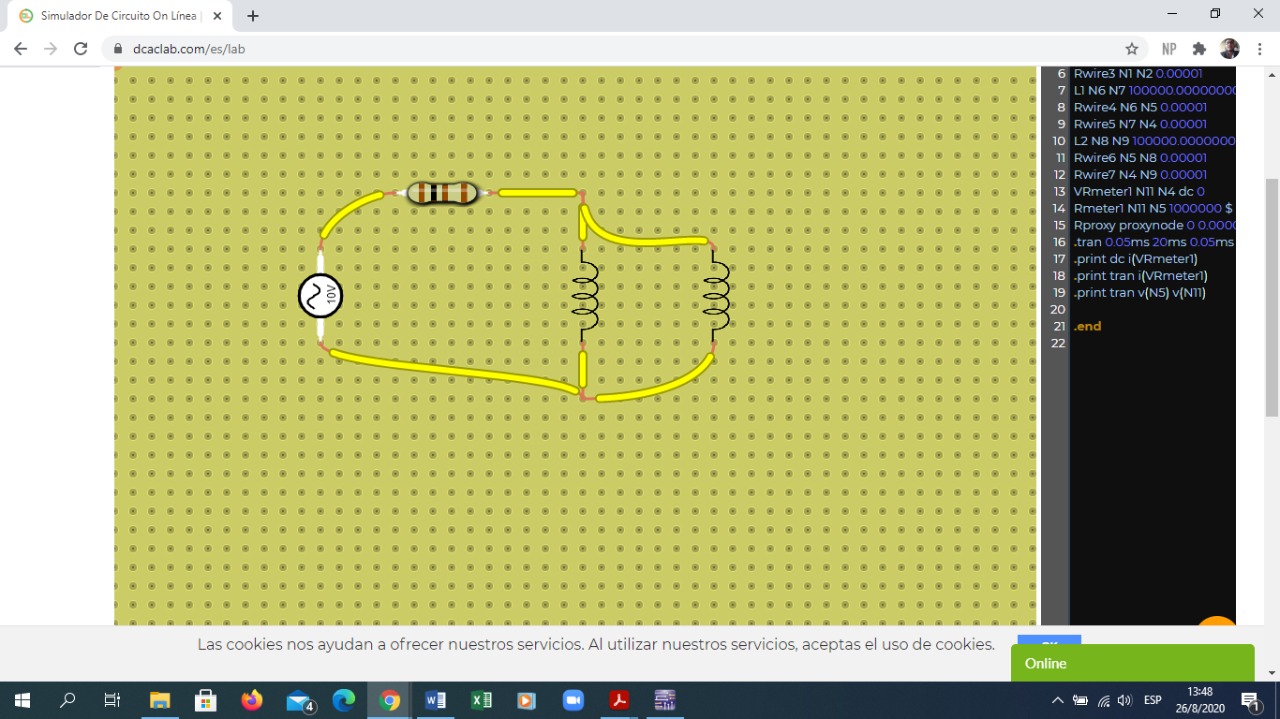 Simulador De Circuito On Línea
dcaclab.com/es/lab
NP
10V
6 Rwire3 N1 N2 0.00001
7 L1 N6 N7 100000.00000000
8 Rwire4 N6 N5 0.00001
9 Rwire5 N7 N4 0.00001
10 L2 N8 N9 100000.0000000
11 Rwire6 N5 N8 0.00001
12 Rwire7 N4 N9 0.00001
13 VRmeter1 N11 N4 dc 0
14 Rmeter1 N11 N5 1000000 $
15 Rproxy proxynode 0 0.000
16 .tran 0.05ms 20ms 0.05ms
17 .print dc i(VRmeter1)
18 .print tran i(VRmeter1)
19 .print tran v(N5) v(N11)
20
21 .end
22
Las cookies nos ayudan a ofrecer nuestros servicios. Al utilizar nuestros servicios, aceptas el uso de cookies.
Online
4
ESP
13:48
26/8/2020
1